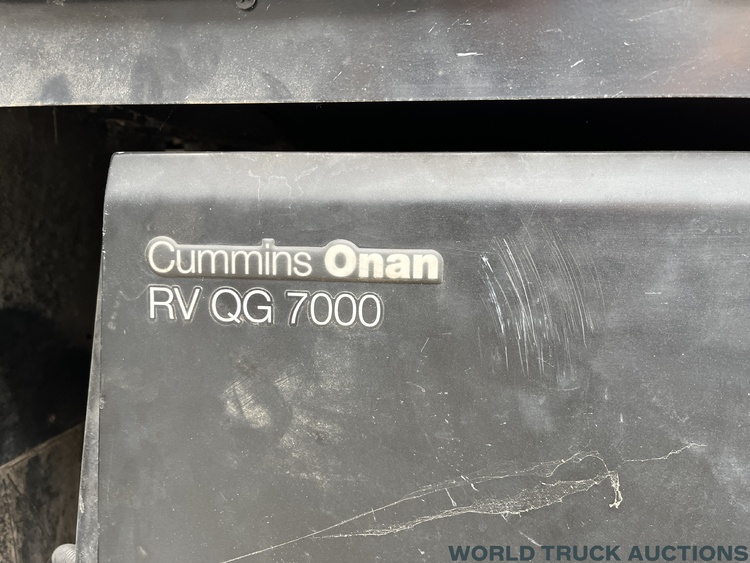 Cummins Onan
RV QG 7000
WORLD TRUCK AUCTIONS